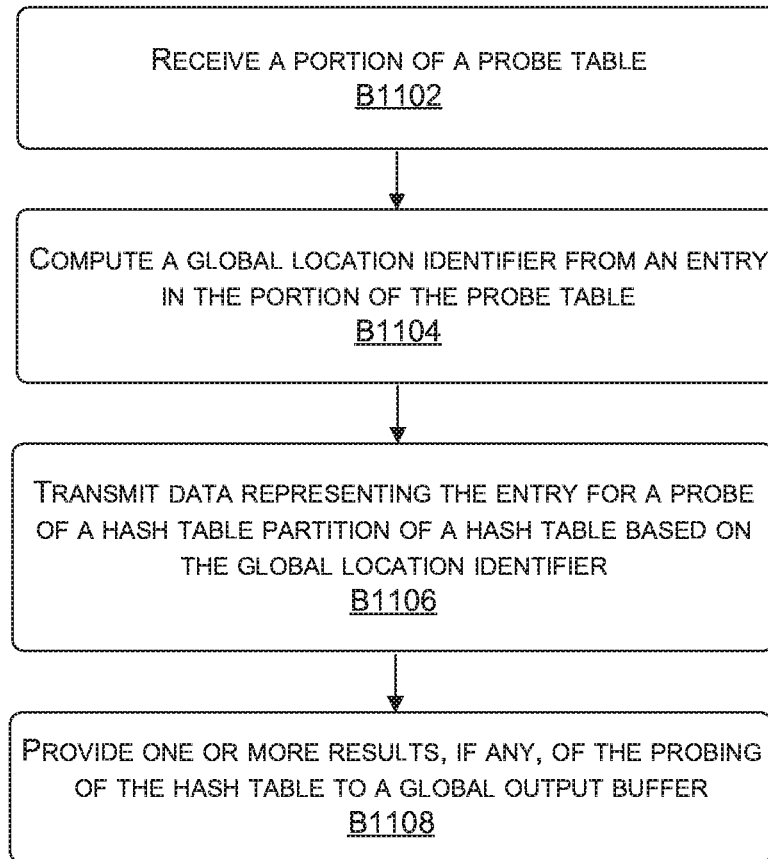 RECEIVE A PORTION OF A PROBE TABLE
B1102
COMPUTE A GLOBAL LOCATION IDENTIFIER FROM AN ENTRY
IN THE PORTION OF THE PROBE TABLE
B1104
TRANSMIT DATA REPRESENTING THE ENTRY FOR A PROBE
OF A HASH TABLE PARTITION OF A HASH TABLE BASED ON
THE GLOBAL LOCATION IDENTIFIER
B1106
PROVIDE ONE OR MORE RESULTS, IF ANY, OF THE PROBING
OF THE HASH TABLE TO A GLOBAL OUTPUT BUFFER
B1108